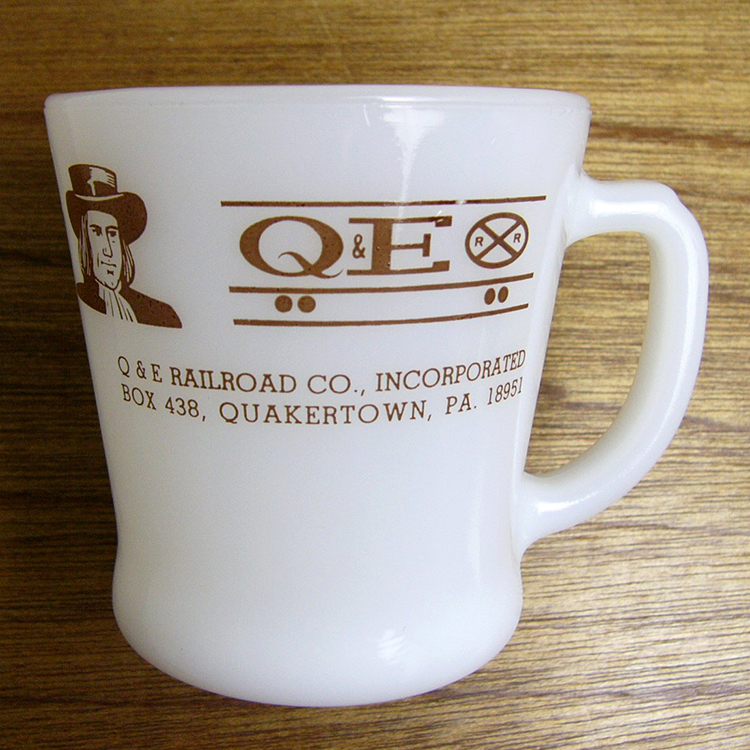 Q & E R R
Q & E RAILROAD CO., INCORPORATED
BOX 438, QUAKERTOWN, PA. 18951